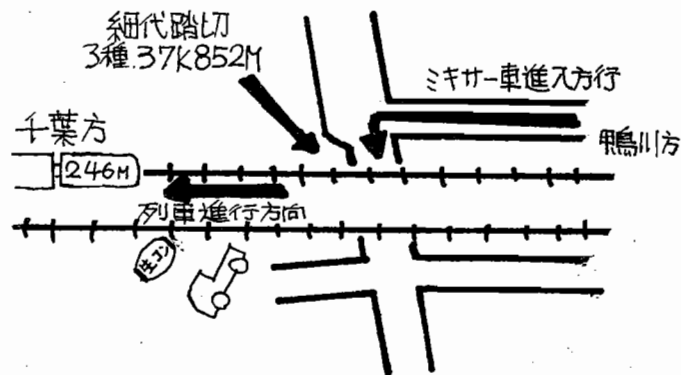 細代踏切
3種.37K852M
ミキサー車進入方行
千葉方
鴨川方
246M
列車進行方向
生コン